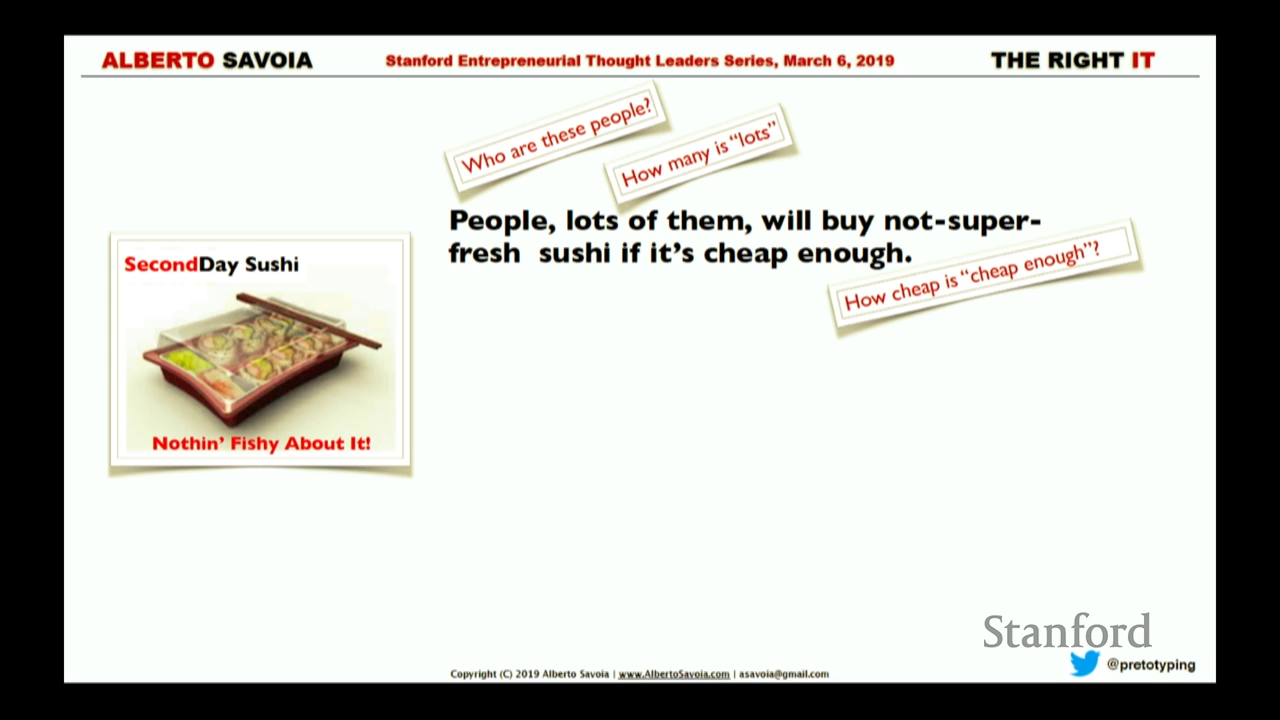 ALBERTO SAVOIA
Stanford Entrepreneurial Thought Leaders Series, March 6, 2019
THE RIGHT IT
Who are these people?
How many is “lots”
People, lots of them, will buy not-super-
fresh sushi if it’s cheap enough.
How cheap is “cheap enough”?
SecondDay Sushi
Nothin’ Fishy About It!
Stanford
@pretotyping
Copyright (C) 2019 Alberto Savoia | www.AlbertoSavoia.com | asavoia@gmail.com